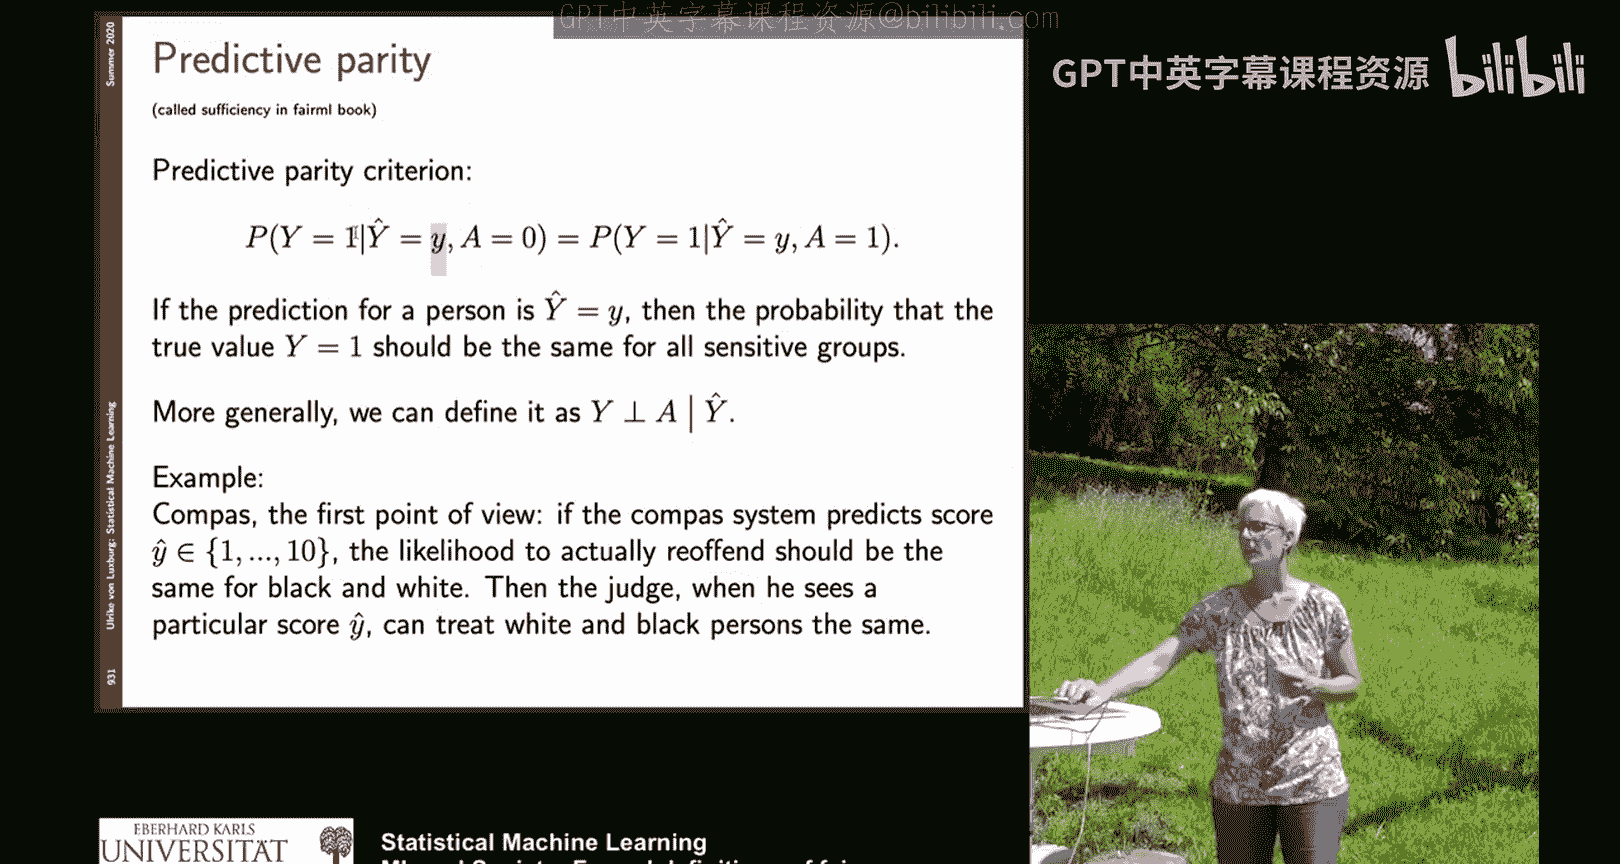 GPT中英字幕课程资源@bilibili.com
GPT中英字幕课程资源 bilibili
Summer 2020
Predictive parity
(called sufficiency in fairml book)
Predictive parity criterion:
P(Y = 1|Ŷ = y, A = 0) = P(Y = 1|Ŷ = y, A = 1).
If the prediction for a person is Ŷ = y, then the probability that the
true value Y = 1 should be the same for all sensitive groups.
More generally, we can define it as Y ⊥ A | Ŷ.
Example:
Compas, the first point of view: if the compas system predicts score
ŷ ∈ {1, ..., 10}, the likelihood to actually reoffend should be the
same for black and white. Then the judge, when he sees a
particular score ŷ, can treat white and black persons the same.
Ulrike von Luxburg: Statistical Machine Learning
931
EBERHARD KARLS
UNIVERSITÄT
Statistical Machine Learning